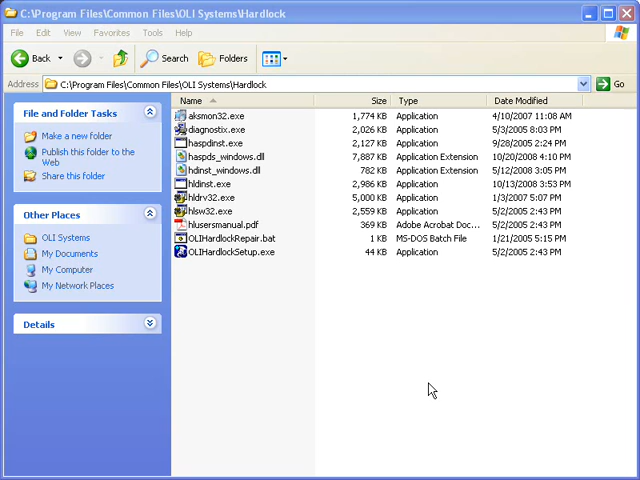 C:\Program Files\Common Files\OLI Systems\Hardlock
File Edit View Favorites Tools Help
Back Search Folders
Address C:\Program Files\Common Files\OLI Systems\Hardlock Go
File and Folder Tasks
Make a new folder
Publish this folder to the
Web
Share this folder
Other Places
OLI Systems
My Documents
My Computer
My Network Places
Details
Name Size Type Date Modified
aksmon32.exe 1,774 KB Application 4/10/2007 11:08 AM
diagnostix.exe 2,026 KB Application 5/3/2005 8:03 PM
haspdinst.exe 2,127 KB Application 9/28/2005 2:24 PM
haspds_windows.dll 7,887 KB Application Extension 10/20/2008 4:10 PM
hdinst_windows.dll 782 KB Application Extension 5/12/2008 3:05 PM
hldinst.exe 2,986 KB Application 10/13/2008 3:53 PM
hldrv32.exe 5,000 KB Application 1/3/2007 5:07 PM
hlsw32.exe 2,559 KB Application 5/2/2005 2:43 PM
hlusersmanual.pdf 369 KB Adobe Acrobat Doc... 5/2/2005 2:43 PM
OLIHardlockRepair.bat 1 KB MS-DOS Batch File 1/21/2005 5:15 PM
OLIHardlockSetup.exe 44 KB Application 5/2/2005 2:43 PM